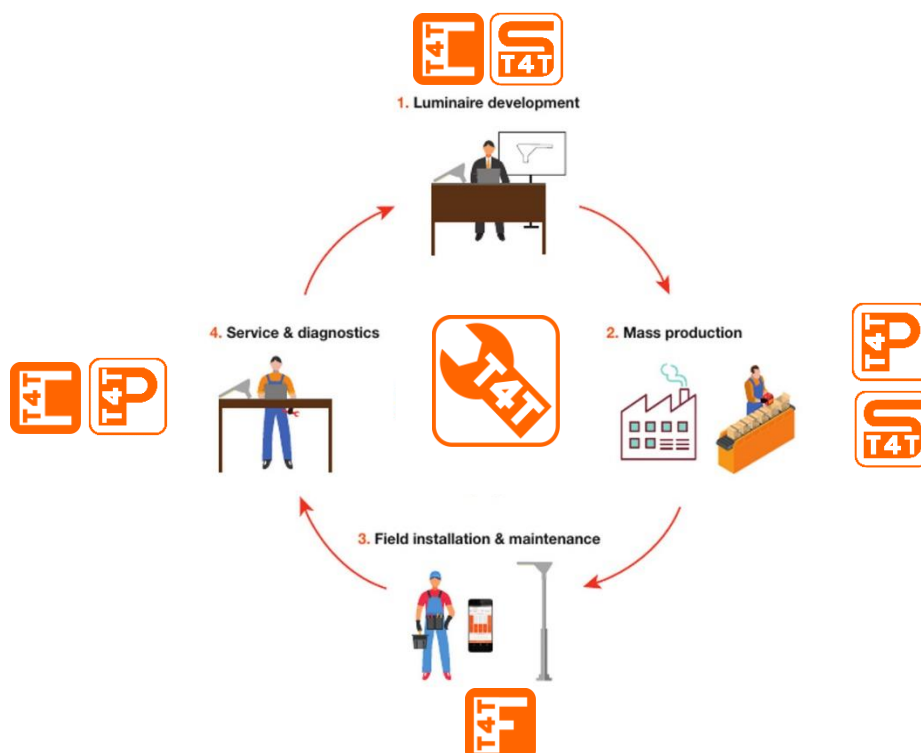 T4T
T4T
1. Luminaire development
4. Service & diagnostics
2. Mass production
T4T
P
T4T
T4T
T4T
P
S
T4T
3. Field installation & maintenance
T4T
F